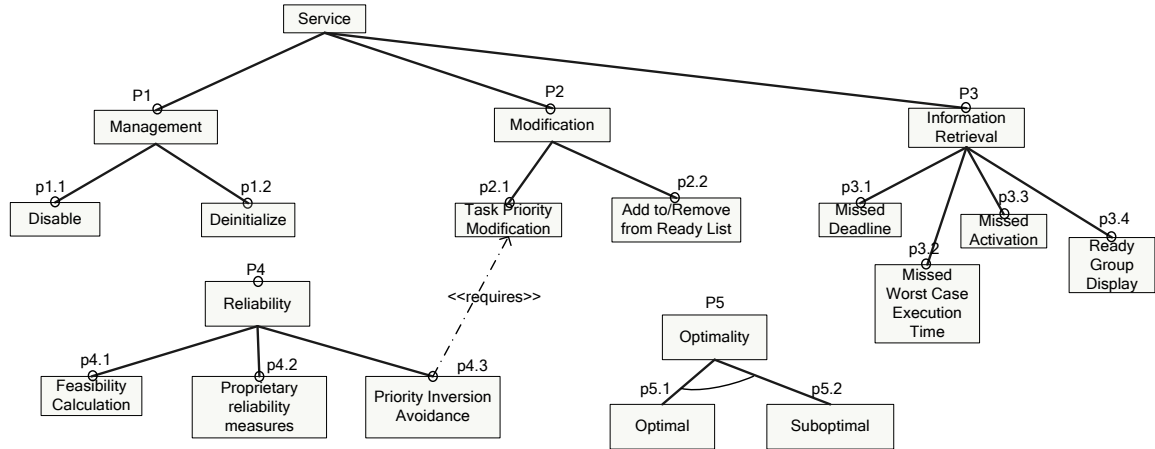 Service
P1
Management
P2
Modification
P3
Information
Retrieval
p1.1
Disable
p1.2
Deinitialize
p2.1
Task Priority
Modification
p2.2
Add to/Remove
from Ready List
p3.1
Missed
Deadline
p3.2
Missed
Worst Case
Execution
Time
p3.3
Missed
Activation
p3.4
Ready
Group
Display
P4
Reliability
<<requires>>
p4.1
Feasibility
Calculation
p4.2
Proprietary
reliability
measures
p4.3
Priority Inversion
Avoidance
P5
Optimality
p5.1
Optimal
p5.2
Suboptimal